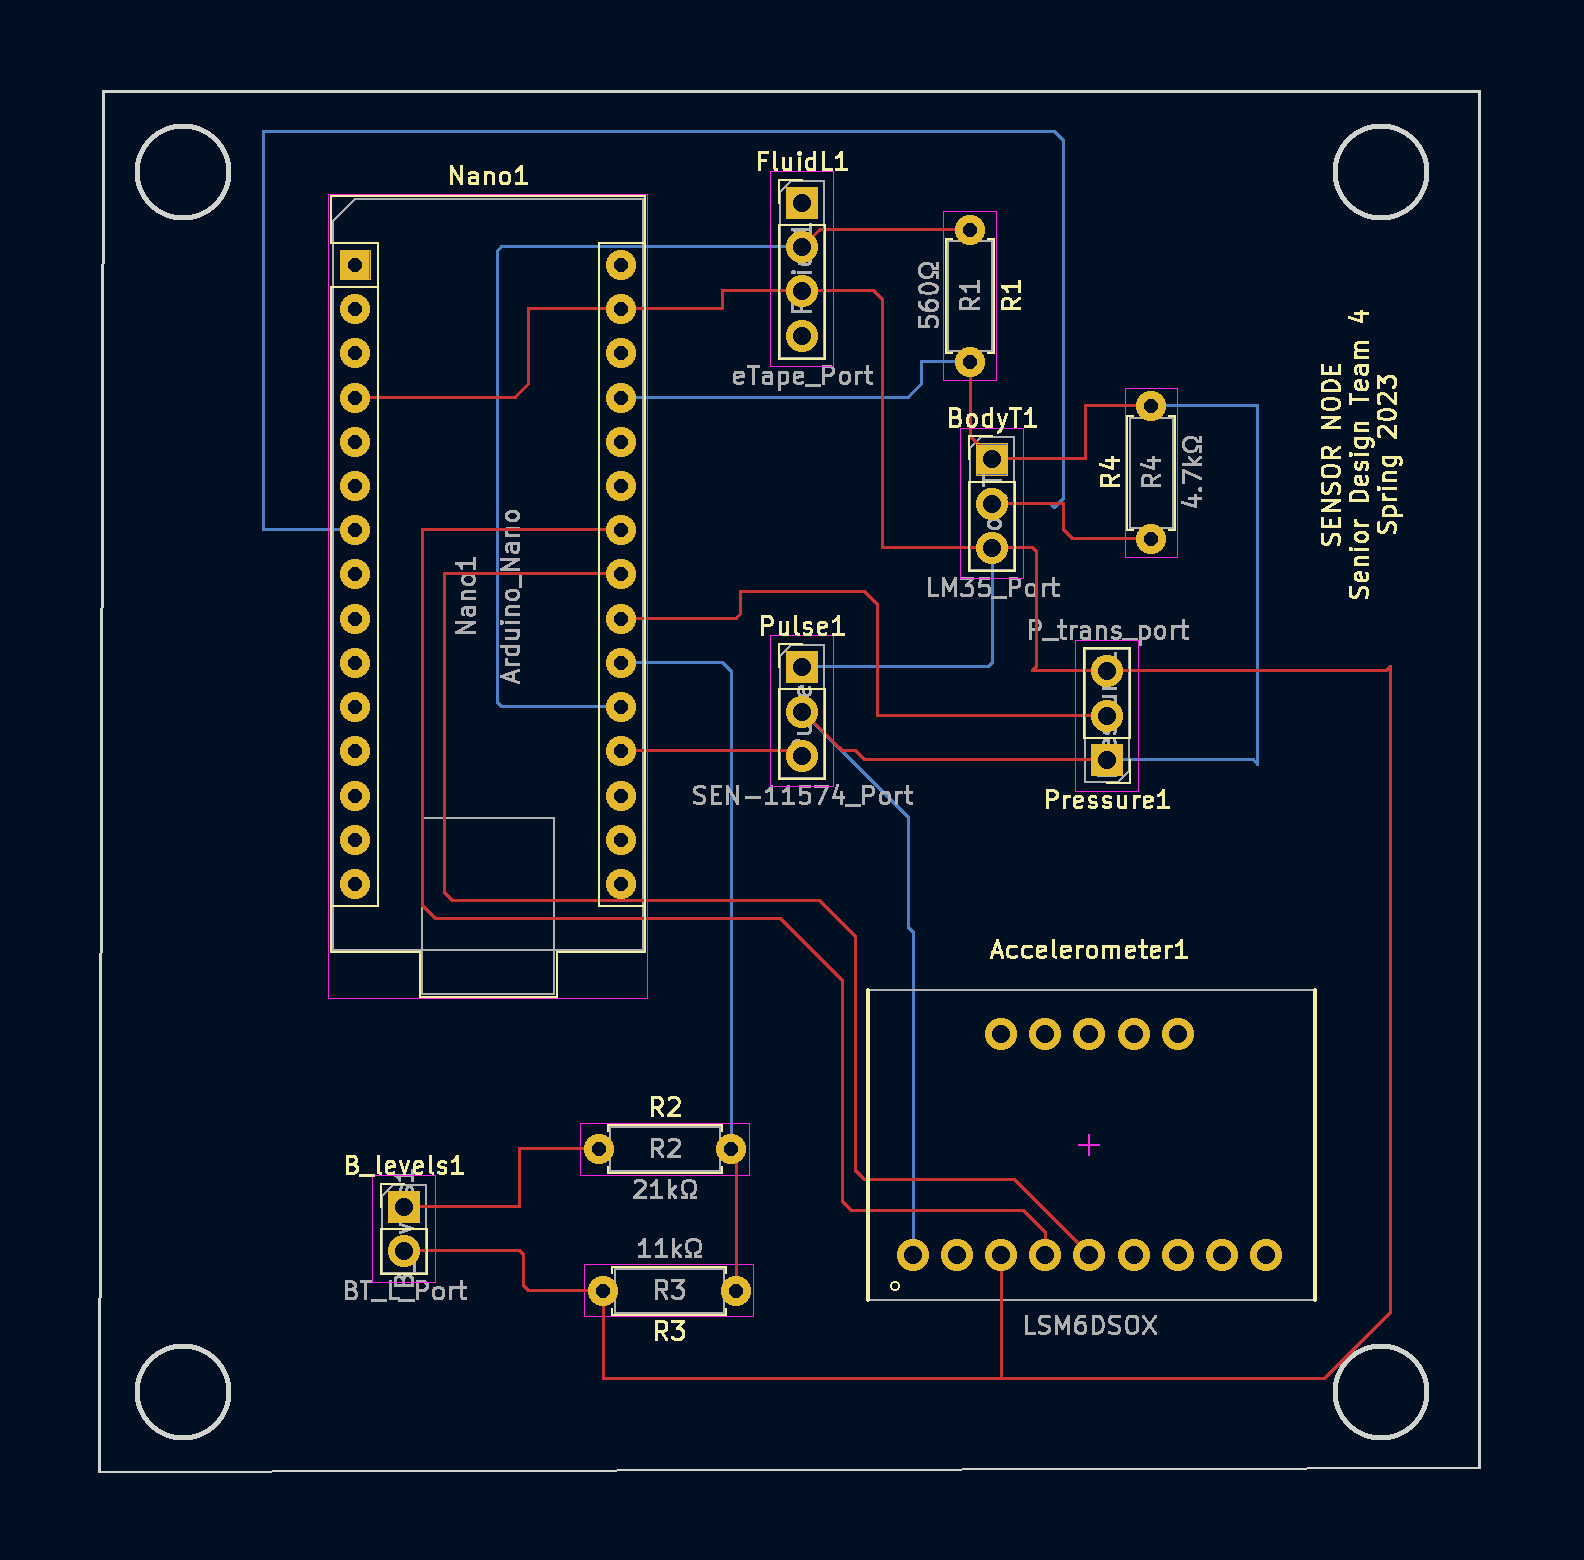 FluidL1
Nano1
560Ω
R1
R1
eTape_Port
BodyT1
R4
R4
4.7kΩ
SENSOR NODE
Senior Design Team 4
Spring 2023
Nano1
Arduino_Nano
LM35_Port
Pulse1
P_trans_port
SEN-11574_Port
Pressure1
Accelerometer1
R2
R2
21kΩ
B_levels1
BT_L_Port
11kΩ
R3
R3
LSM6DSOX